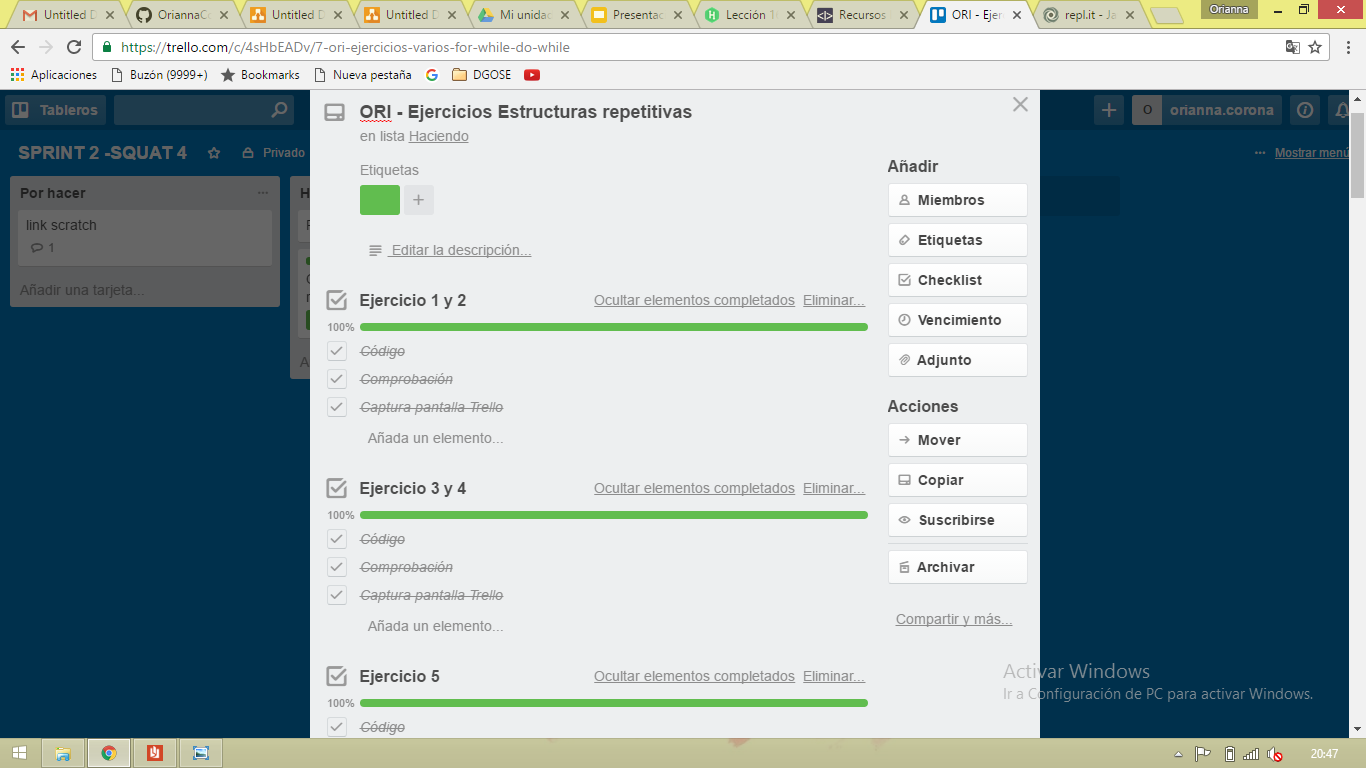 Untitled D
OriannaCo
Untitled D
Untitled D
Mi unidad
Presentac
Lección 1
Recursos
ORI - Ejer
repl.it - Ja
Orianna
https://trello.com/c/4sHbEADv/7-ori-ejercicios-varios-for-while-do-while
Aplicaciones
Buzón (9999+)
Bookmarks
Nueva pestaña
DGOSE
Tableros
O
orianna.corona
SPRINT 2 -SQUAT 4
Privado
Mostrar menú
Por hacer
link scratch
1
Añadir una tarjeta...
ORI - Ejercicios Estructuras repetitivas
en lista Haciendo
Etiquetas
Editar la descripción...
Ejercicio 1 y 2
Ocultar elementos completados
Eliminar...
100%
Código
Comprobación
Captura pantalla Trello
Añada un elemento...
Ejercicio 3 y 4
Ocultar elementos completados
Eliminar...
100%
Código
Comprobación
Captura pantalla Trello
Añada un elemento...
Ejercicio 5
Ocultar elementos completados
Eliminar...
100%
Código
Añadir
Miembros
Etiquetas
Checklist
Vencimiento
Adjunto
Acciones
Mover
Copiar
Suscribirse
Archivar
Compartir y más...
Activar Windows
Ir a Configuración de PC para activar Windows.
20:47